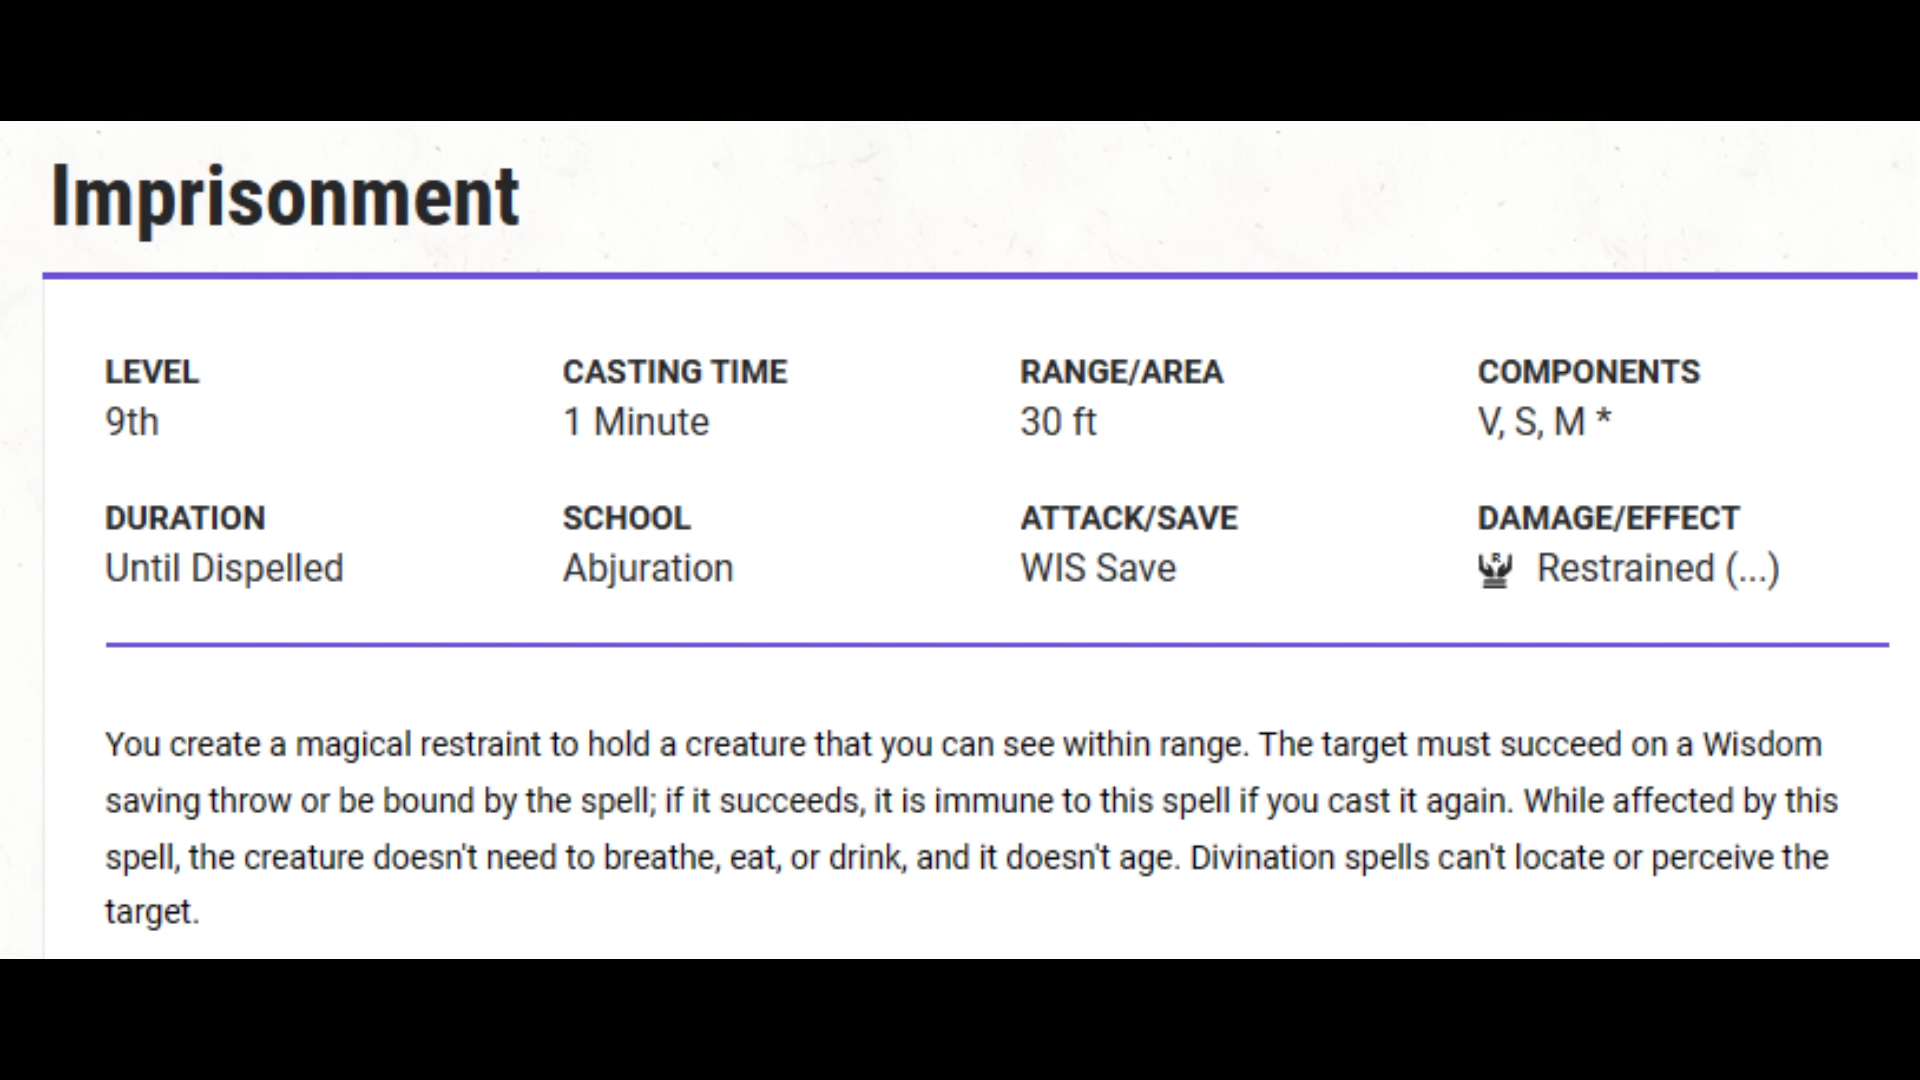 Imprisonment
LEVEL CASTING TIME RANGE/AREA COMPONENTS
9th 1 Minute 30 ft V, S, M *
DURATION SCHOOL ATTACK/SAVE DAMAGE/EFFECT
Until Dispelled Abjuration WIS Save Restrained (...)
You create a magical restraint to hold a creature that you can see within range. The target must succeed on a Wisdom
saving throw or be bound by the spell; if it succeeds, it is immune to this spell if you cast it again. While affected by this
spell, the creature doesn't need to breathe, eat, or drink, and it doesn't age. Divination spells can't locate or perceive the
target.